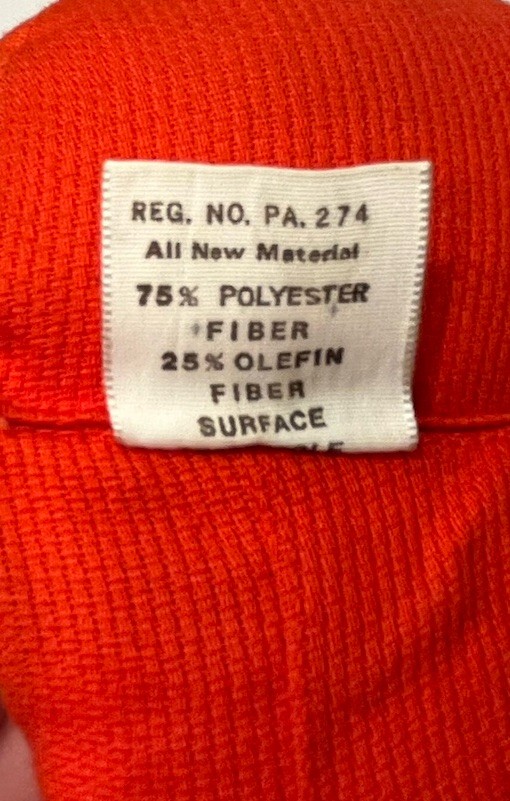 REG. NO. PA. 274
All New Material
75% POLYESTER
FIBER
25% OLEFIN
FIBER
SURFACE